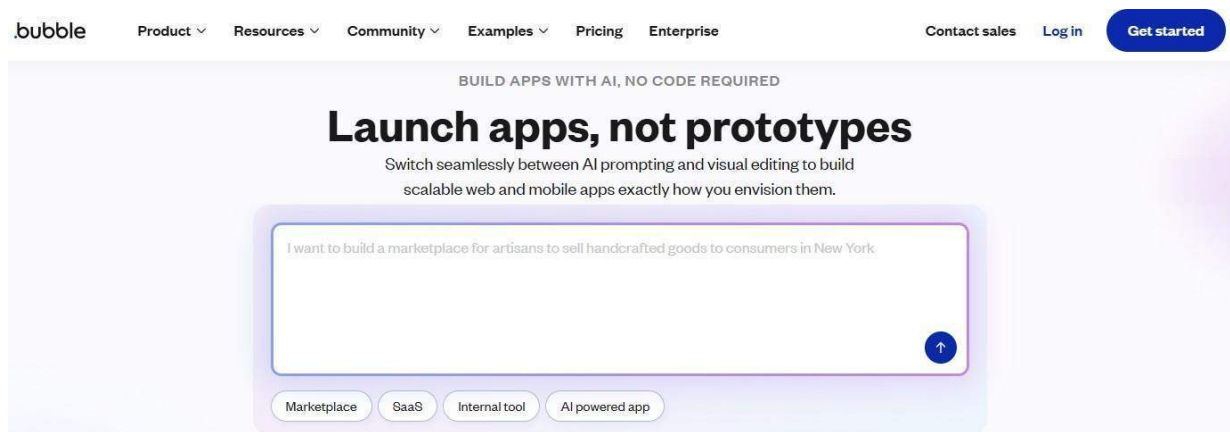 .bubble Product Resources Community Examples Pricing Enterprise Contact sales Log in Get started
BUILD APPS WITH AI, NO CODE REQUIRED
Launch apps, not prototypes
Switch seamlessly between AI prompting and visual editing to build
scalable web and mobile apps exactly how you envision them.
I want to build a marketplace for artisans to sell handcrafted goods to consumers in New York
Marketplace SaaS Internal tool AI powered app